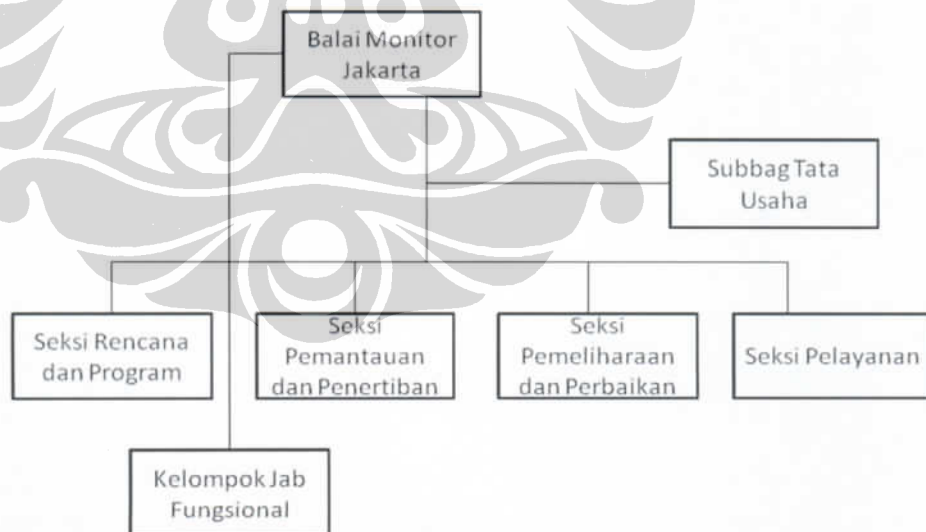 Balai Monitor
Jakarta
Subbag Tata
Usaha
Seksi Rencana
dan Program
Seksi
Pemantauan
dan Penertiban
Seksi
Pemeliharaan
dan Perbaikan
Seksi Pelayanan
Kelompok Jab
Fungsional